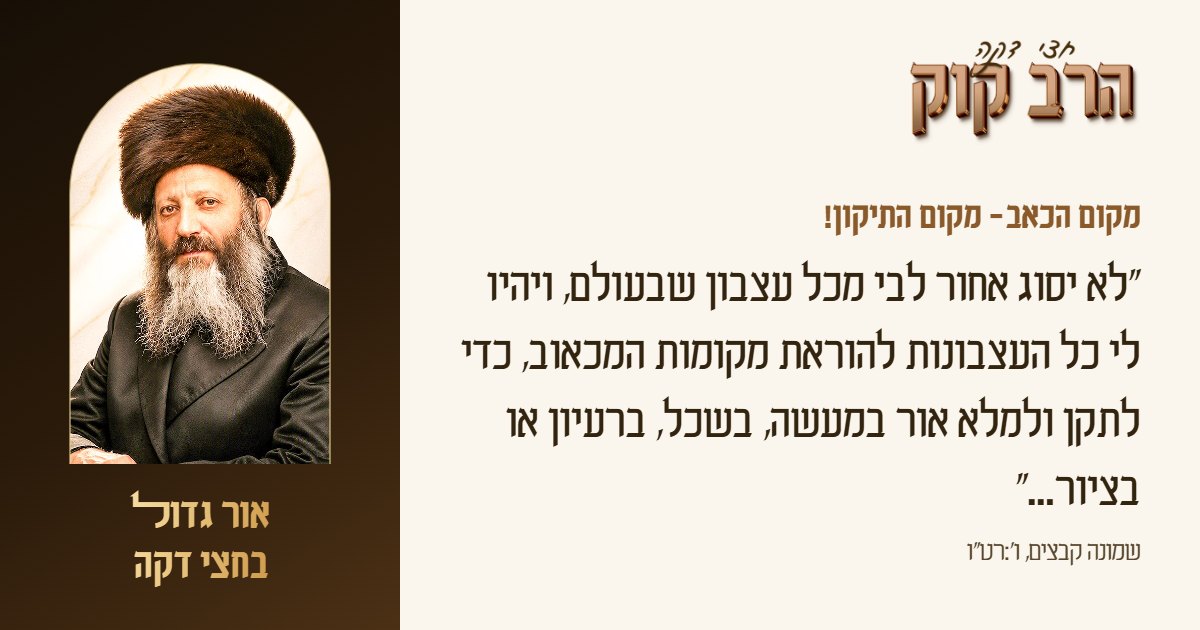 חצי דקה
הרב קוק
מקום הכאב- מקום התיקון!
"לא יסוג אחור לבי מכל עצבון שבעולם, ויהיו
לי כל העצבונות להוראת מקומות המכאוב, כדי
לתקן ולמלא אור במעשה, בשכל, ברעיון או
בציור..."
שמונה קבצים, ו':רט"ו
אור גדול
בחצי דקה